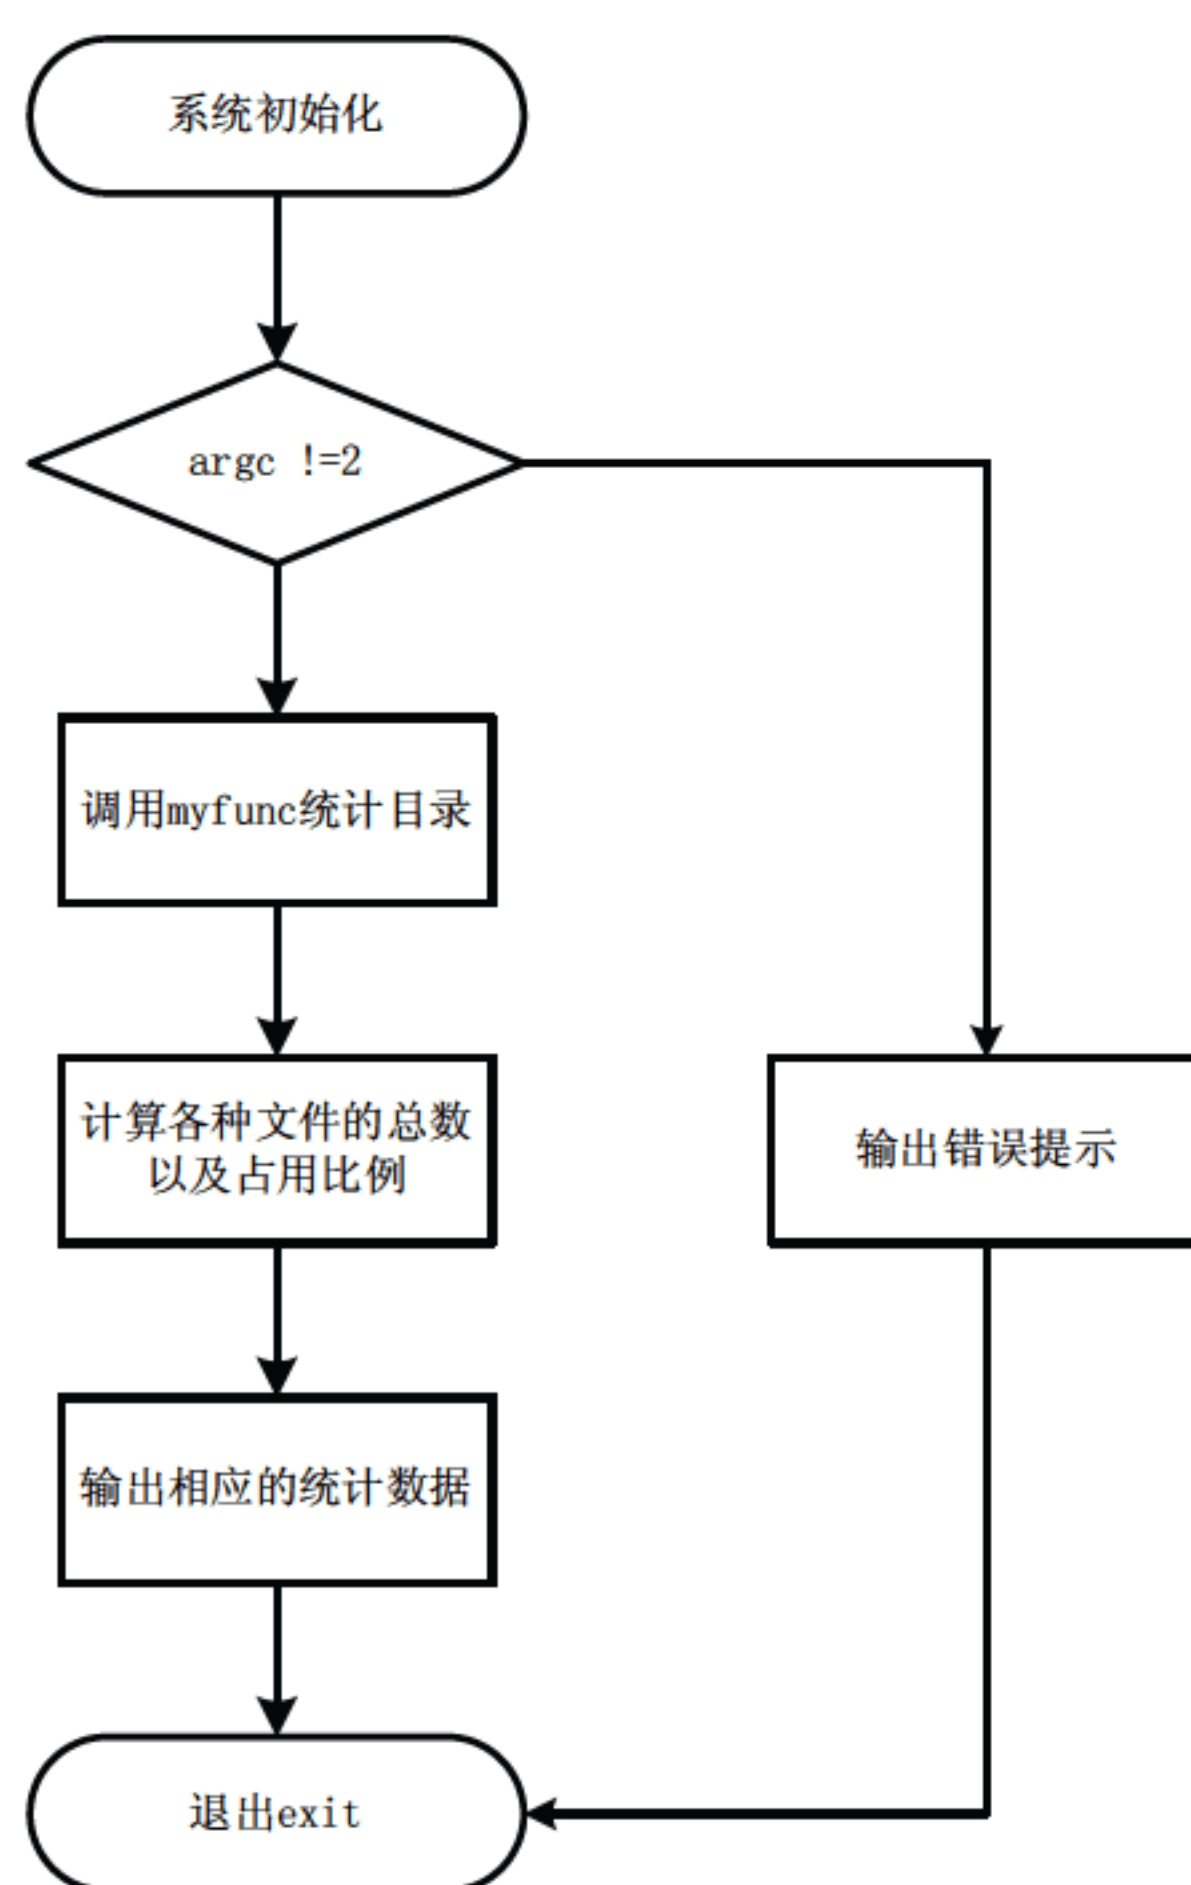 系统初始化
argc !=2
调用myfunc统计目录
计算各种文件的总数
以及占用比例
输出错误提示
输出相应的统计数据
退出exit